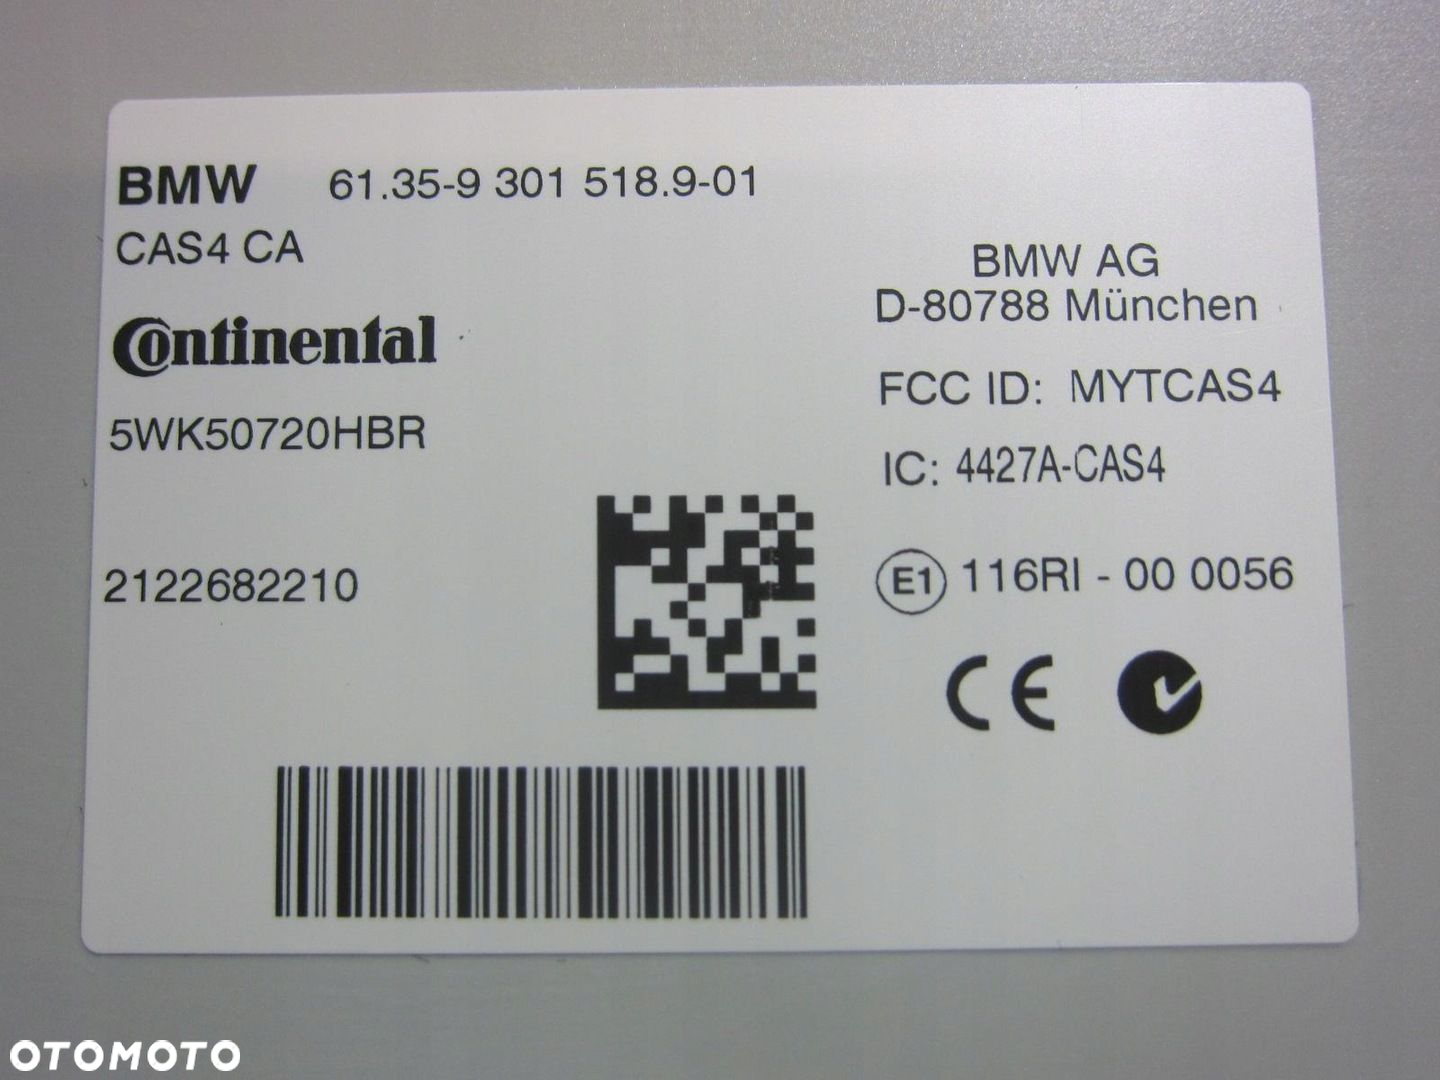 BMW 61.35-9 301 518.9-01
CAS4 CA
Continental
5WK50720HBR
2122682210
BMW AG
D-80788 München
FCC ID: MYTCAS4
IC: 4427A-CAS4
E1 116RI - 00 0056
CE
OTOMOTO